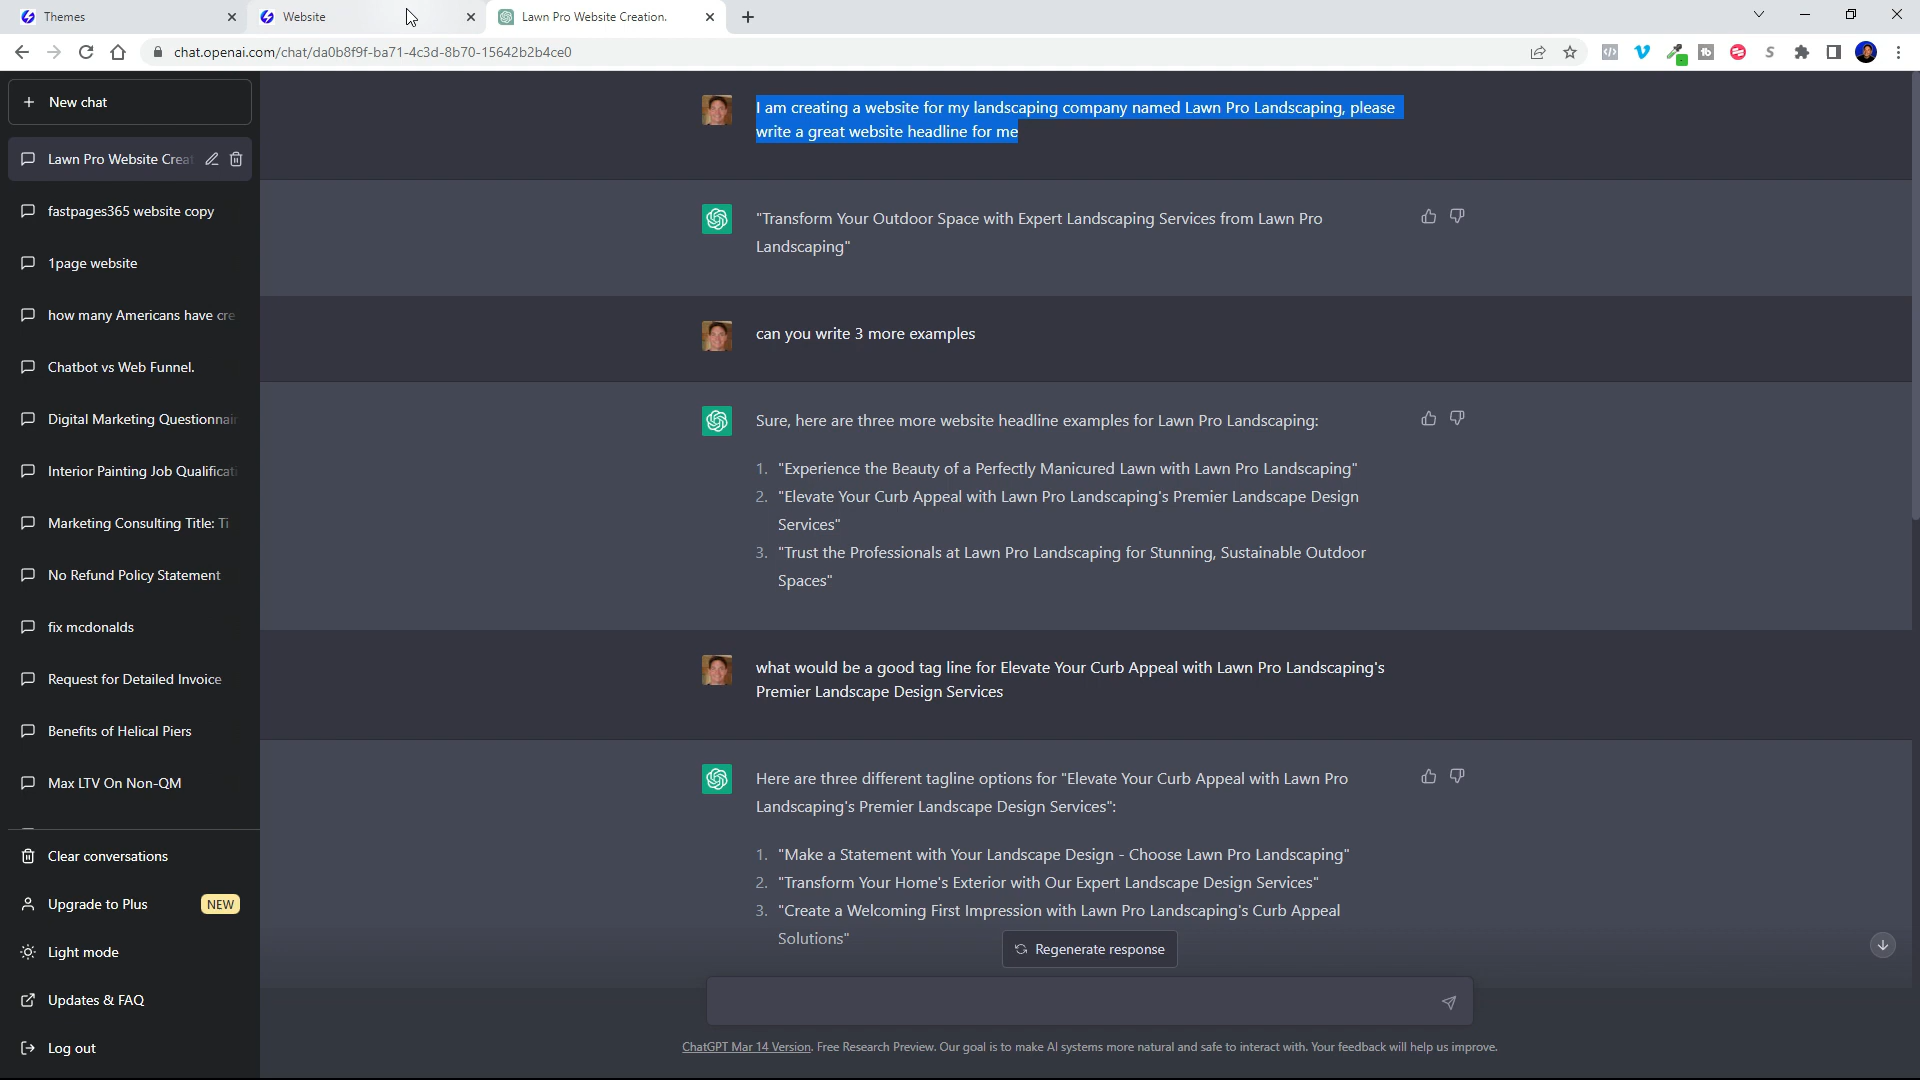 Themes
Website
Lawn Pro Website Creation.
chat.openai.com/chat/da0b8f9f-ba71-4c3d-8b70-15642b2b4ce0
New chat
Lawn Pro Website Creat
fastpages365 website copy
1page website
how many Americans have cre
Chatbot vs Web Funnel.
Digital Marketing Questionnair
Interior Painting Job Qualificati
Marketing Consulting Title: Ti
No Refund Policy Statement
fix mcdonalds
Request for Detailed Invoice
Benefits of Helical Piers
Max LTV On Non-QM
Clear conversations
Upgrade to Plus NEW
Light mode
Updates & FAQ
Log out
I am creating a website for my landscaping company named Lawn Pro Landscaping, please
write a great website headline for me
"Transform Your Outdoor Space with Expert Landscaping Services from Lawn Pro
Landscaping"
can you write 3 more examples
Sure, here are three more website headline examples for Lawn Pro Landscaping:
1. "Experience the Beauty of a Perfectly Manicured Lawn with Lawn Pro Landscaping"
2. "Elevate Your Curb Appeal with Lawn Pro Landscaping's Premier Landscape Design
Services"
3. "Trust the Professionals at Lawn Pro Landscaping for Stunning, Sustainable Outdoor
Spaces"
what would be a good tag line for Elevate Your Curb Appeal with Lawn Pro Landscaping's
Premier Landscape Design Services
Here are three different tagline options for "Elevate Your Curb Appeal with Lawn Pro
Landscaping's Premier Landscape Design Services":
1. "Make a Statement with Your Landscape Design - Choose Lawn Pro Landscaping"
2. "Transform Your Home's Exterior with Our Expert Landscape Design Services"
3. "Create a Welcoming First Impression with Lawn Pro Landscaping's Curb Appeal
Solutions"
Regenerate response
ChatGPT Mar 14 Version. Free Research Preview. Our goal is to make AI systems more natural and safe to interact with. Your feedback will help us improve.